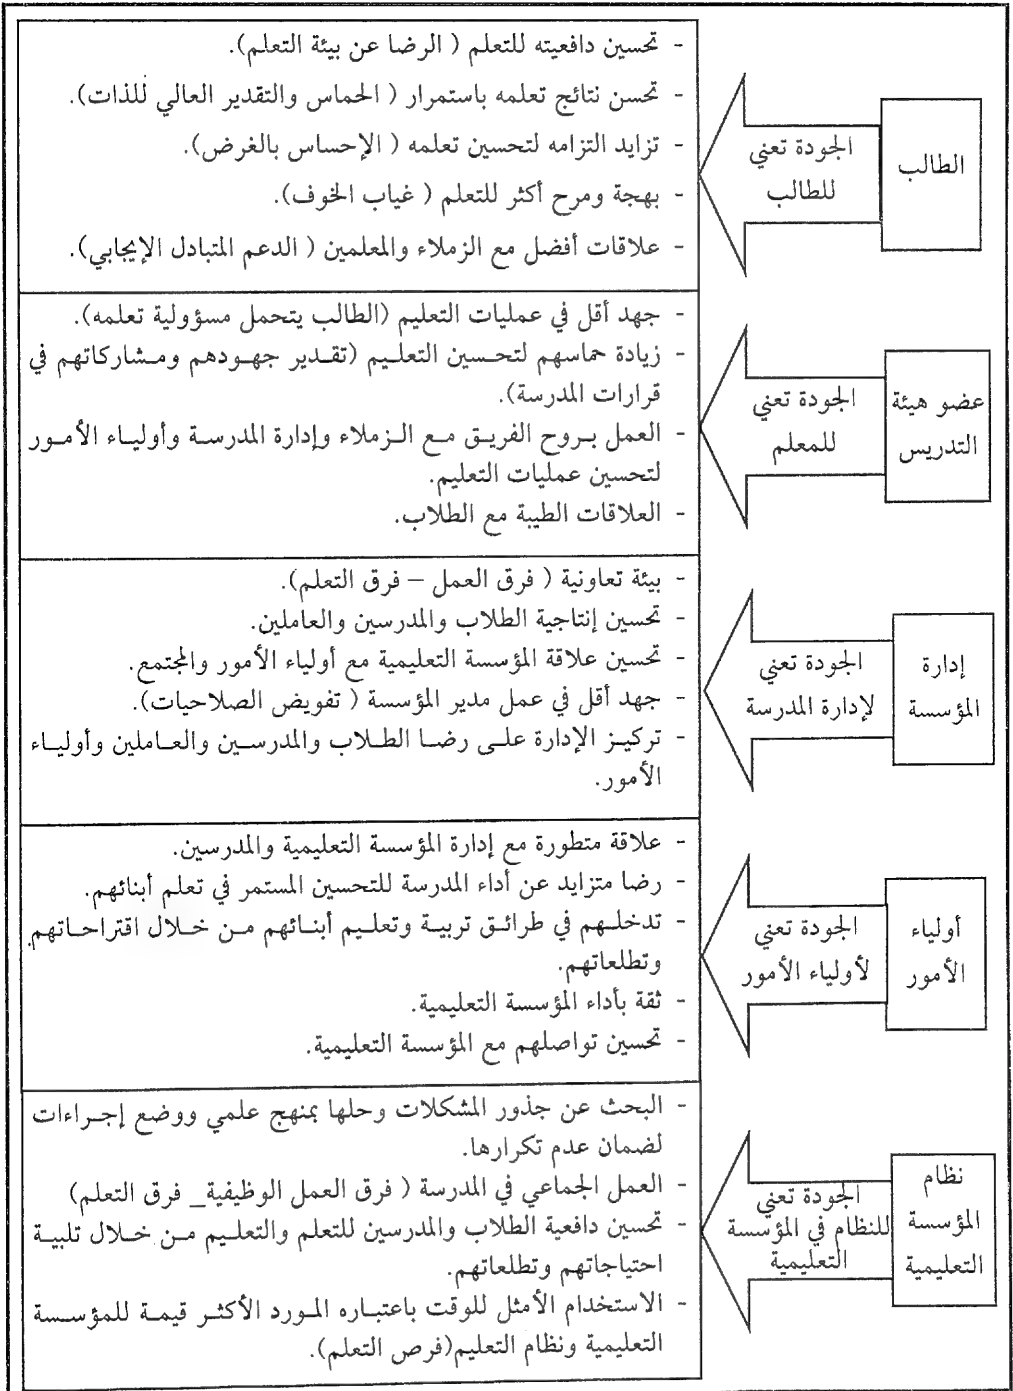 الطالب
الجودة تعني
للطالب
- تحسين دافعيته للتعلم ( الرضا عن بيئة التعلم).
- تحسن نتائج تعلمه باستمرار ( الحماس والتقدير العالي للذات).
- تزايد التزامه لتحسين تعلمه ( الإحساس بالغرض).
- بهجة ومرح أكثر للتعلم ( غياب الخوف).
- علاقات أفضل مع الزملاء والمعلمين ( الدعم المتبادل الإيجابي).
عضو هيئة
التدريس
الجودة تعني
للمعلم
- جهد أقل في عمليات التعليم (الطالب يتحمل مسؤولية تعلمه).
- زيادة حماسهم لتحسين التعليم (تقدير جهودهم ومشاركاتهم في
قرارات المدرسة).
- العمل بروح الفريق مع الزملاء وإدارة المدرسة وأولياء الأمور
لتحسين عمليات التعليم.
- العلاقات الطيبة مع الطلاب.
إدارة
المؤسسة
الجودة تعني
لإدارة المدرسة
- بيئة تعاونية ( فرق العمل – فرق التعلم).
- تحسين إنتاجية الطلاب والمدرسين والعاملين.
- تحسين علاقة المؤسسة التعليمية مع أولياء الأمور والمجتمع.
- جهد أقل في عمل مدير المؤسسة ( تفويض الصلاحيات).
- تركيز الإدارة على رضا الطلاب والمدرسين والعاملين وأولياء
الأمور.
أولياء
الأمور
الجودة تعني
لأولياء الأمور
- علاقة متطورة مع إدارة المؤسسة التعليمية والمدرسين.
- رضا متزايد عن أداء المدرسة للتحسين المستمر في تعلم أبنائهم.
- تدخلهم في طرائق تربية وتعليم أبنائهم من خلال اقتراحاتهم
وتطلعاتهم.
- ثقة بأداء المؤسسة التعليمية.
- تحسين تواصلهم مع المؤسسة التعليمية.
نظام
المؤسسة
التعليمية
الجودة تعني
للنظام في المؤسسة
التعليمية
- البحث عن جذور المشكلات وحلها بمنهج علمي ووضع إجراءات
لضمان عدم تكرارها.
- العمل الجماعي في المدرسة ( فرق العمل الوظيفية_ فرق التعلم)
- تحسين دافعية الطلاب والمدرسين للتعلم والتعليم من خلال تلبية
احتياجاتهم وتطلعاتهم.
- الاستخدام الأمثل للوقت باعتباره المورد الأكثر قيمة للمؤسسة
التعليمية ونظام التعليم(فرص التعلم).